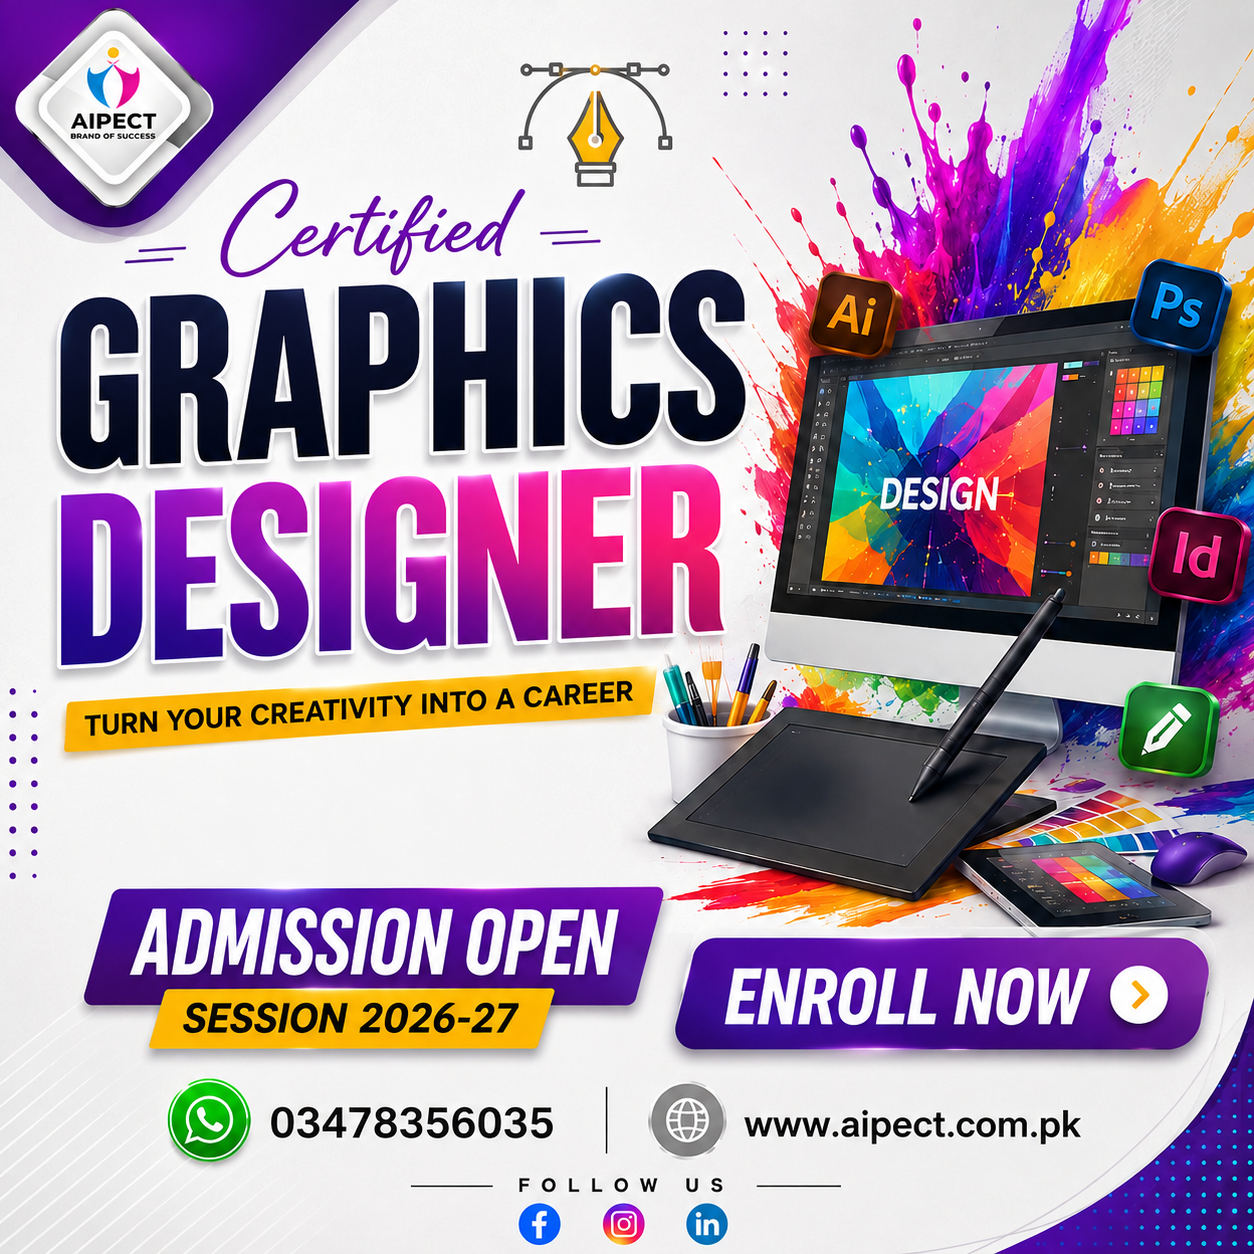 AIPECT
BRAND OF SUCCESS
Certified
GRAPHICS
DESIGNER
TURN YOUR CREATIVITY INTO A CAREER
Ai
Ps
DESIGN
Id
ADMISSION OPEN
SESSION 2026-27
ENROLL NOW
03478356035
www.aipect.com.pk
FOLLOW US